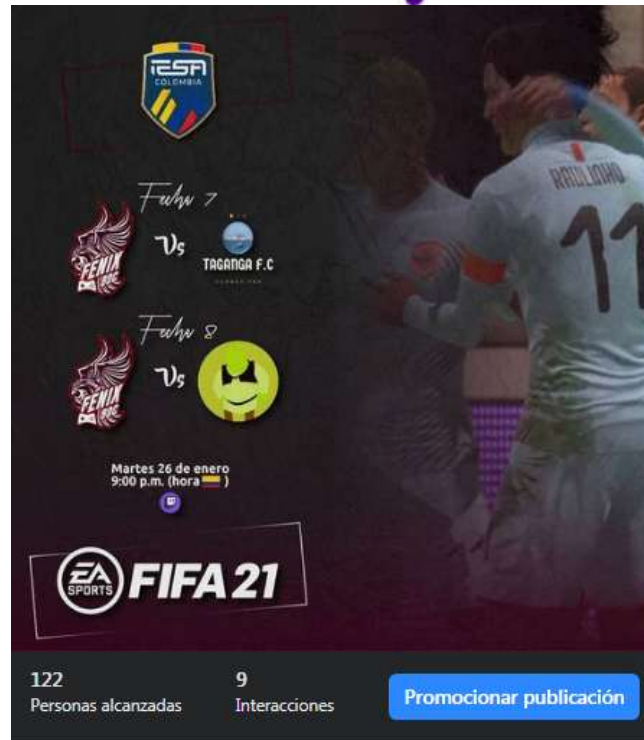 IESA
COLOMBIA
Fecha 7
FENIX
Vs
TAGANGA F.C
Fecha 8
FENIX
Vs
Martes 26 de enero
9:00 p.m. (hora )
EA
SPORTS
FIFA 21
RAULINHO
11
122
Personas alcanzadas
9
Interacciones
Promocionar publicación